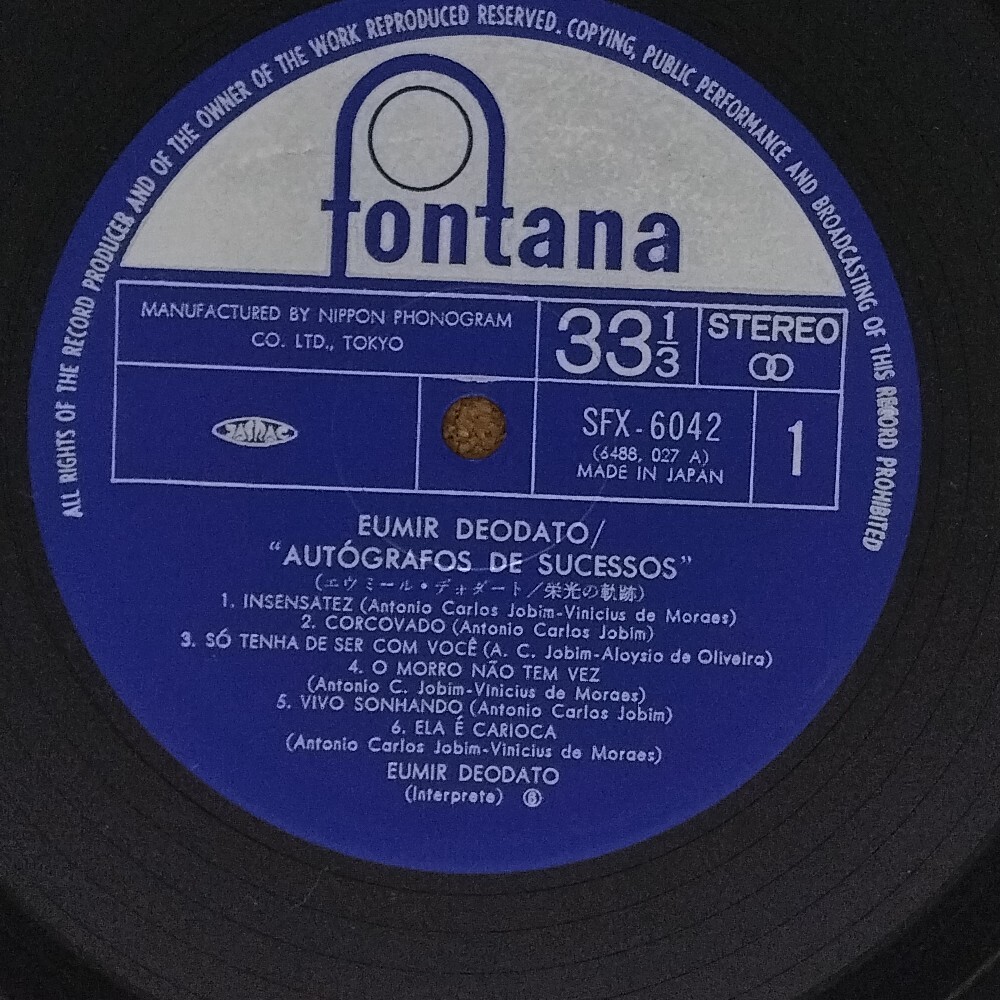 ALL RIGHTS OF THE RECORD PRODUCER AND OF THE OWNER OF THE WORK REPRODUCED RESERVED. COPYING, PUBLIC PERFORMANCE AND BROADCASTING OF THIS RECORD PROHIBITED
fontana
MANUFACTURED BY NIPPON PHONOGRAM
CO. LTD., TOKYO
33 1/3
STEREO
JASRAC
SFX-6042
(6488, 027 A)
MADE IN JAPAN
1
EUMIR DEODATO/
“AUTÓGRAFOS DE SUCESSOS”
(エウミール・デオダート/栄光の軌跡)
1. INSENSATEZ (Antonio Carlos Jobim-Vinicius de Moraes)
2. CORCOVADO (Antonio Carlos Jobim)
3. SÓ TENHA DE SER COM VOCÊ (A. C. Jobim-Aloysio de Oliveira)
4. O MORRO NÃO TEM VEZ
(Antonio C. Jobim-Vinicius de Moraes)
5. VIVO SONHANDO (Antonio Carlos Jobim)
6. ELA É CARIOCA
(Antonio Carlos Jobim-Vinicius de Moraes)
EUMIR DEODATO
(Interprete)